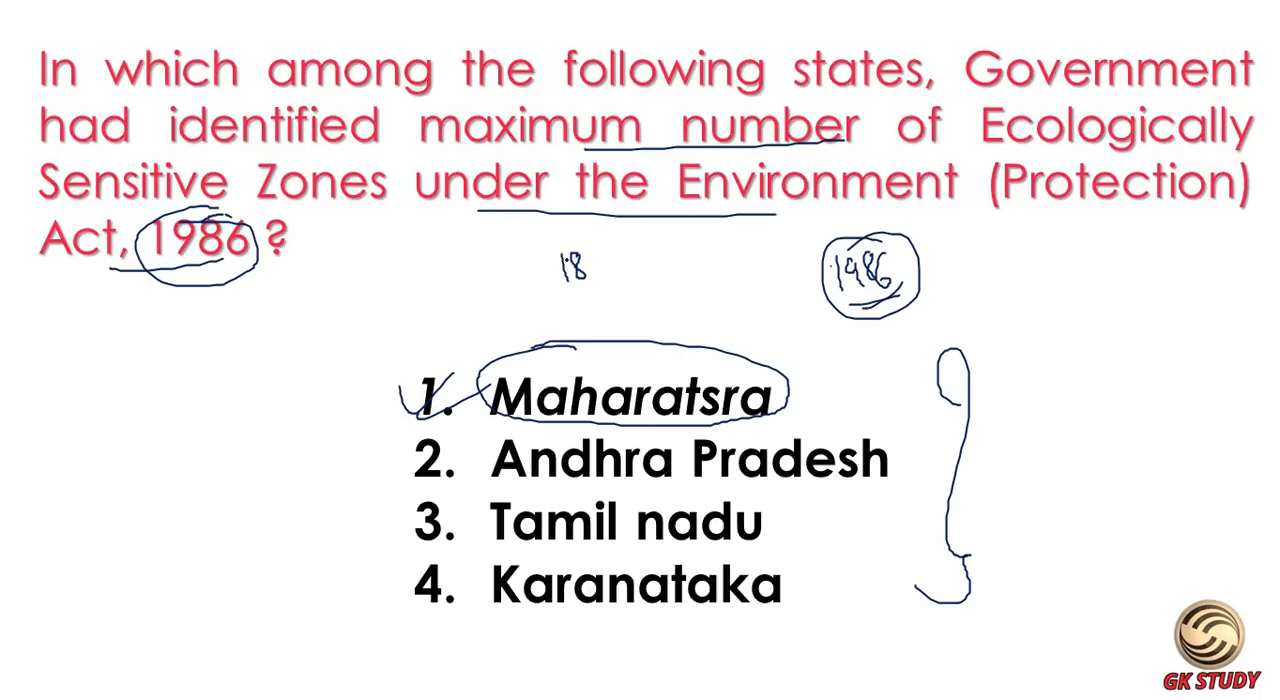 In which among the following states, Government
had identified maximum number of Ecologically
Sensitive Zones under the Environment (Protection)
Act, 1986 ?
18
1986
1. Maharatsra
2. Andhra Pradesh
3. Tamil nadu
4. Karanataka
GK STUDY